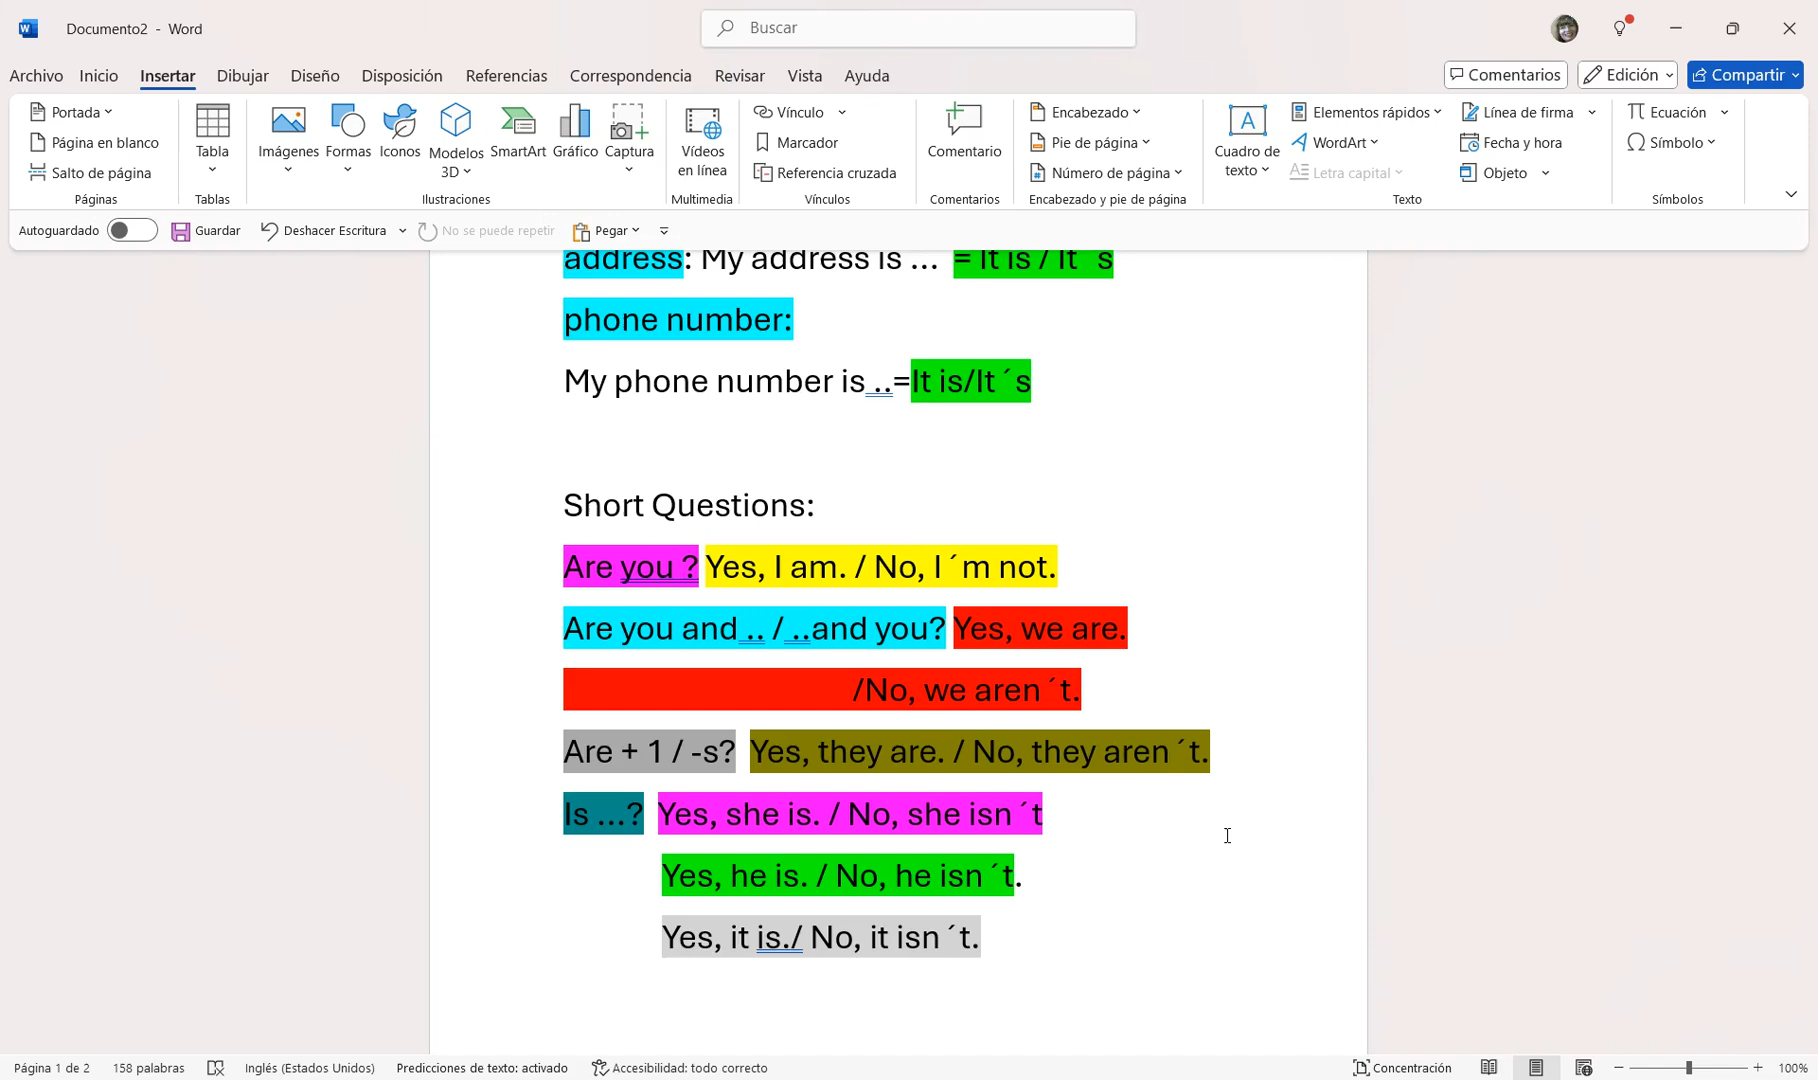 Documento2 - Word
Buscar
Archivo Inicio Insertar Dibujar Diseño Disposición Referencias Correspondencia Revisar Vista Ayuda
Comentarios Edición Compartir
Portada
Página en blanco
Salto de página
Páginas
Tabla
Tablas
Imágenes Formas Iconos Modelos 3D SmartArt Gráfico Captura
Ilustraciones
Vídeos en línea
Multimedia
Vínculo
Marcador
Referencia cruzada
Vínculos
Comentario
Comentarios
Encabezado
Pie de página
Número de página
Encabezado y pie de página
Cuadro de texto
Elementos rápidos
WordArt
Letra capital
Línea de firma
Fecha y hora
Objeto
Texto
Ecuación
Símbolo
Símbolos
Autoguardado Guardar Deshacer Escritura No se puede repetir Pegar
address: My address is ... = It is / It ´s
phone number:
My phone number is ..=It is/It ´s
Short Questions:
Are you ? Yes, I am. / No, I ´m not.
Are you and .. / ..and you? Yes, we are.
/No, we aren ´t.
Are + 1 / -s? Yes, they are. / No, they aren ´t.
Is ...? Yes, she is. / No, she isn ´t
Yes, he is. / No, he isn ´t.
Yes, it is./ No, it isn ´t.
Página 1 de 2 158 palabras Inglés (Estados Unidos) Predicciones de texto: activado Accesibilidad: todo correcto Concentración 100%